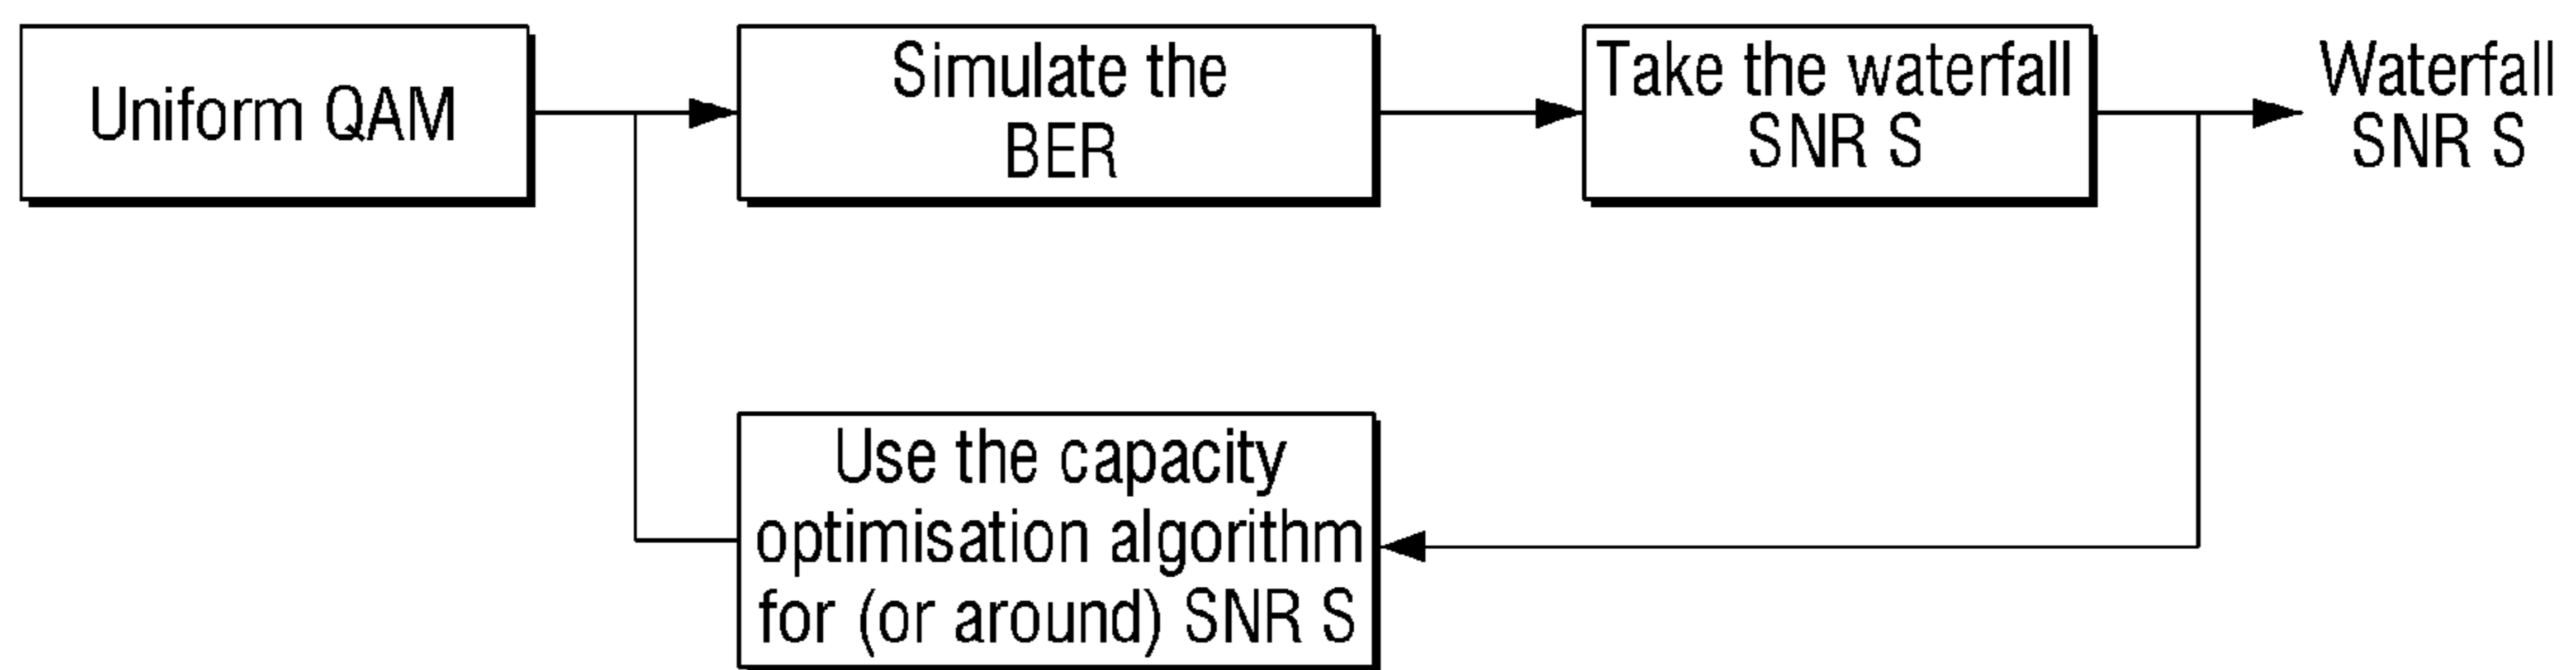 Uniform QAM
Simulate the
BER
Take the waterfall
SNR S
Waterfall
SNR S
Use the capacity
optimisation algorithm
for (or around) SNR S